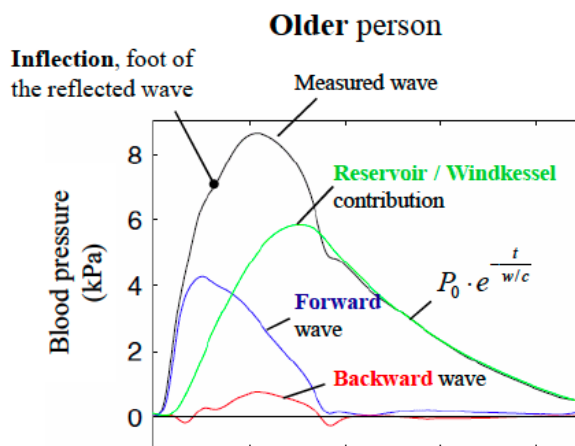 Older person
Inflection, foot of
the reflected wave
Measured wave
Reservoir / Windkessel
contribution
P₀ · e^(-t/(w/c))
Forward
wave
Backward wave
Blood pressure
(kPa)
8
6
4
2
0